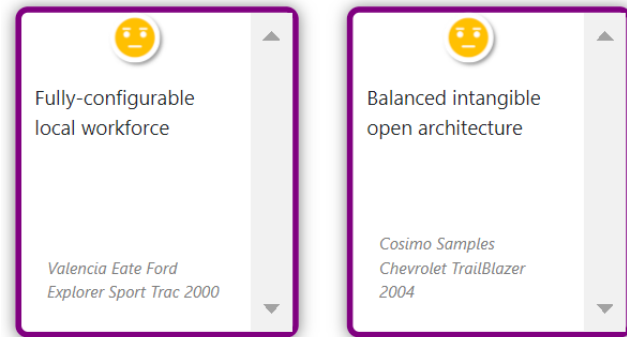 Fully-configurable
local workforce
Valencia Eate Ford
Explorer Sport Trac 2000
Balanced intangible
open architecture
Cosimo Samples
Chevrolet TrailBlazer
2004